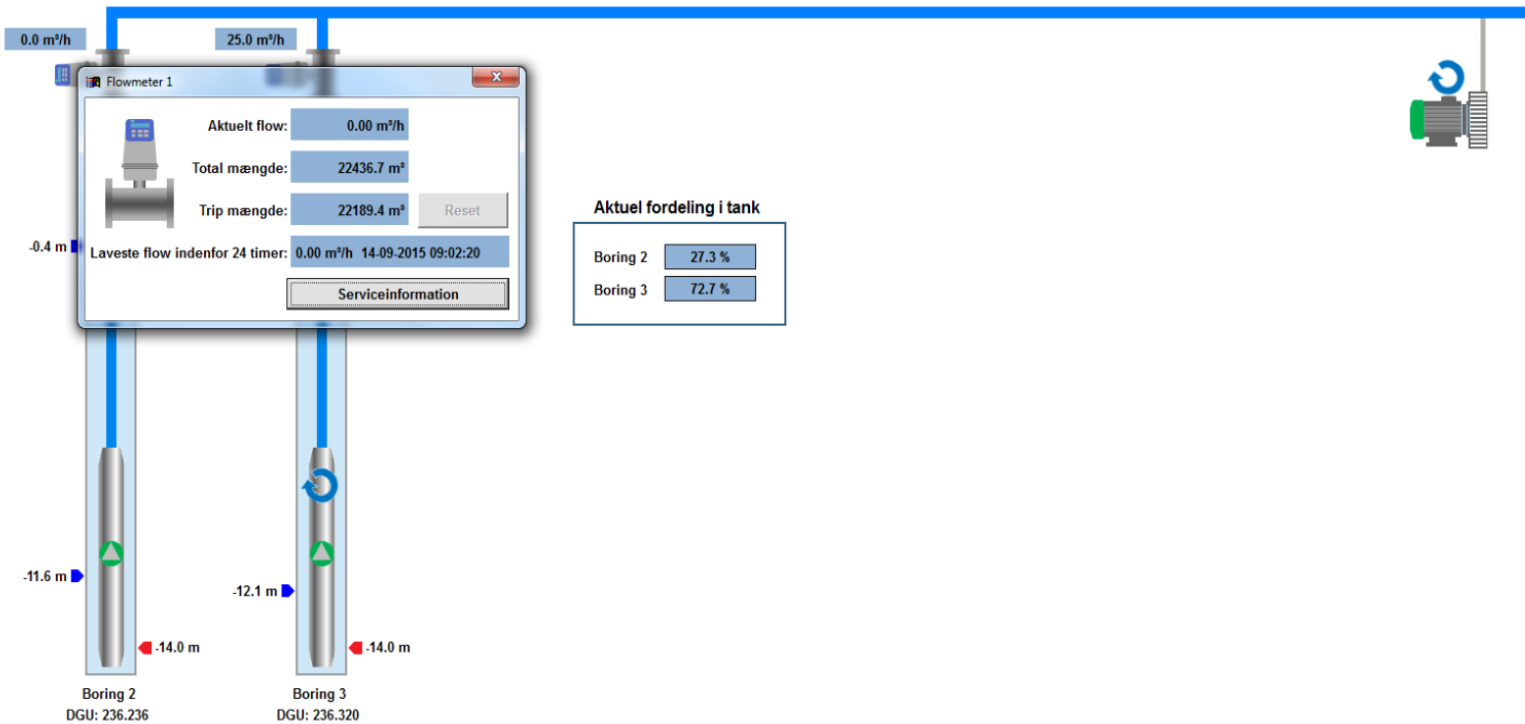 0.0 m³/h
25.0 m³/h
Flowmeter 1
Aktuelt flow: 0.00 m³/h
Total mængde: 22436.7 m³
Trip mængde: 22189.4 m³ Reset
Laveste flow indenfor 24 timer: 0.00 m³/h 14-09-2015 09:02:20
Serviceinformation
-0.4 m
Aktuel fordeling i tank
Boring 2 27.3 %
Boring 3 72.7 %
-11.6 m
-12.1 m
-14.0 m
-14.0 m
Boring 2
DGU: 236.236
Boring 3
DGU: 236.320